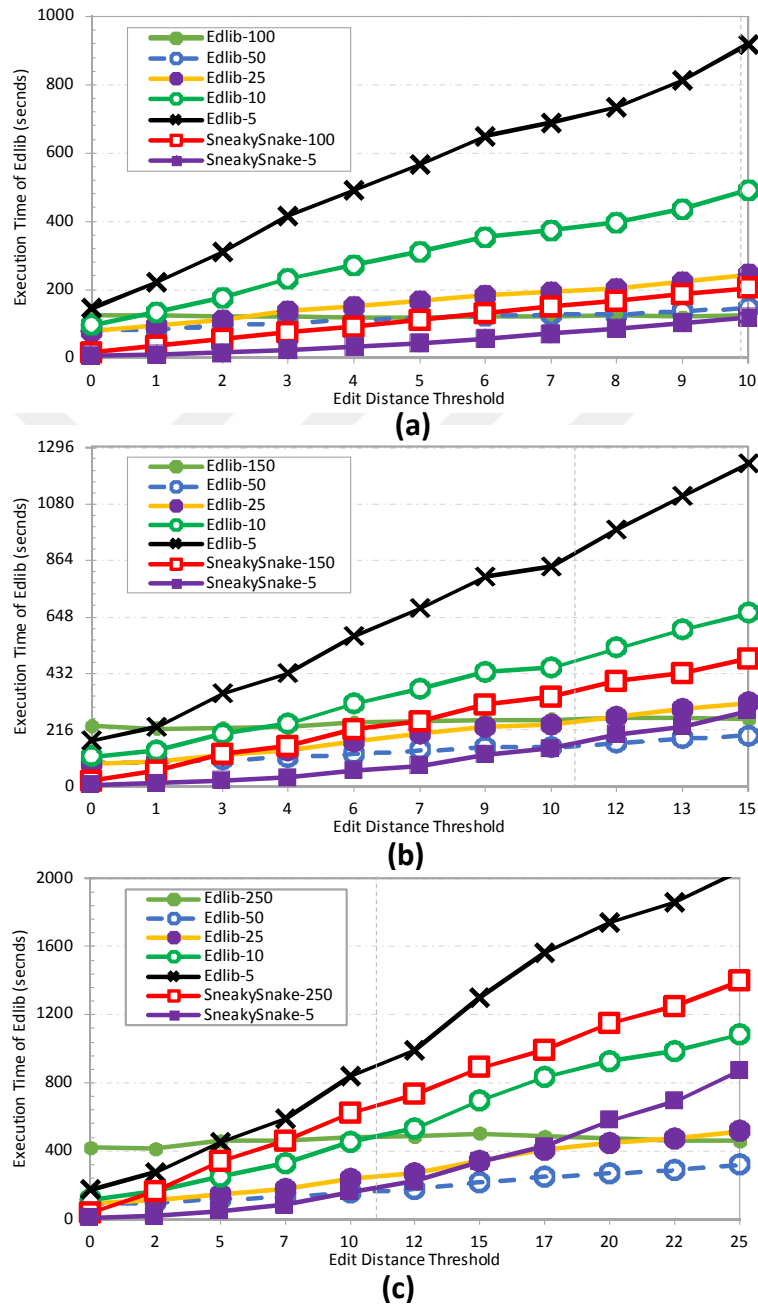 1000
800
600
400
200
0
Execution Time of Edlib (secnds)
Edlib-100
Edlib-50
Edlib-25
Edlib-10
Edlib-5
SneakySnake-100
SneakySnake-5
0 1 2 3 4 5 6 7 8 9 10
Edit Distance Threshold
(a)
1296
1080
864
648
432
216
0
Execution Time of Edlib (secnds)
Edlib-150
Edlib-50
Edlib-25
Edlib-10
Edlib-5
SneakySnake-150
SneakySnake-5
0 1 3 4 6 7 9 10 12 13 15
Edit Distance Threshold
(b)
2000
1600
1200
800
400
0
Execution Time of Edlib (secnds)
Edlib-250
Edlib-50
Edlib-25
Edlib-10
Edlib-5
SneakySnake-250
SneakySnake-5
0 2 5 7 10 12 15 17 20 22 25
Edit Distance Threshold
(c)